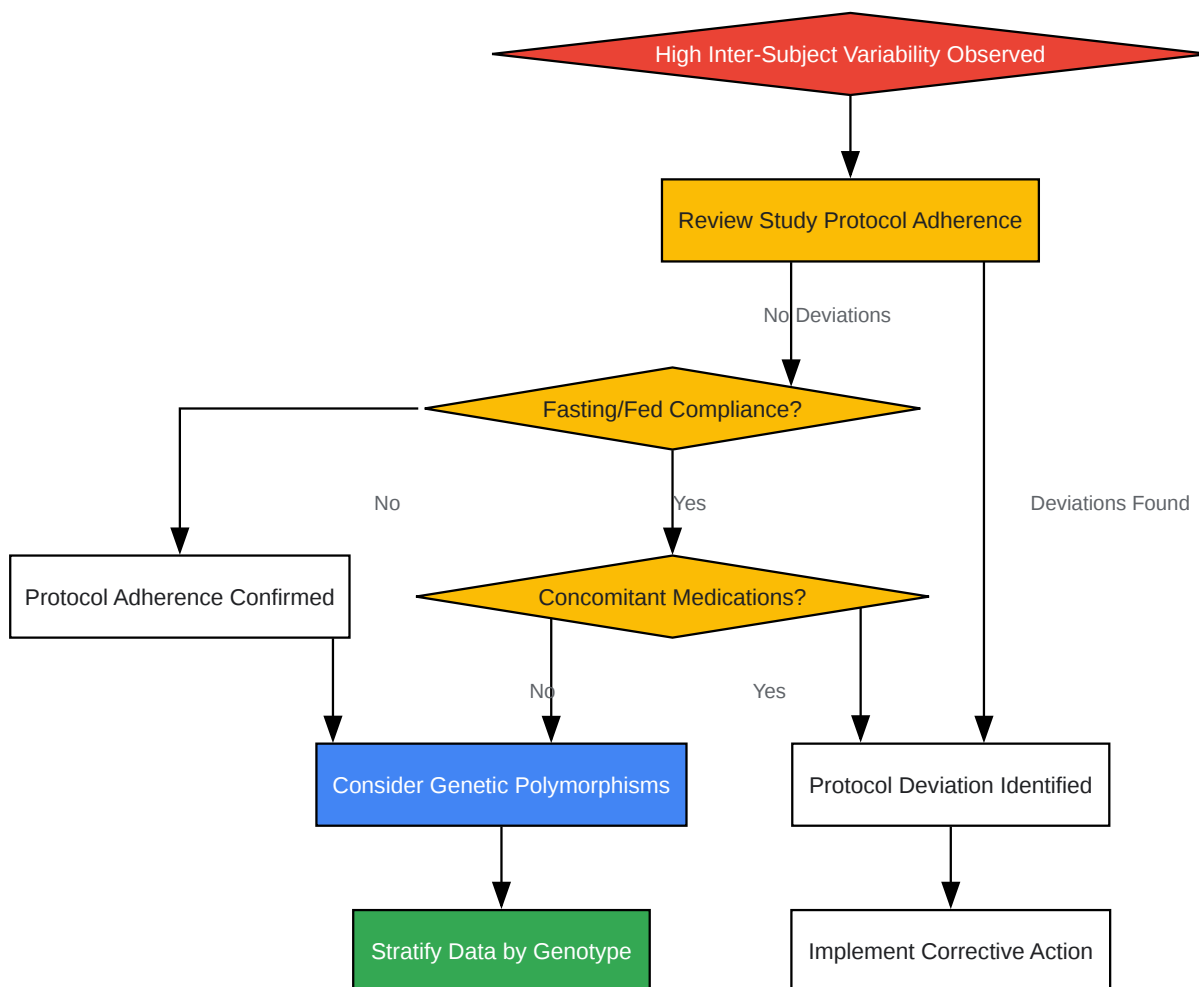 High Inter-Subject Variability Observed
Review Study Protocol Adherence
No Deviations
Fasting/Fed Compliance?
No
Yes
Deviations Found
Protocol Adherence Confirmed
Concomitant Medications?
No
Yes
Consider Genetic Polymorphisms
Protocol Deviation Identified
Stratify Data by Genotype
Implement Corrective Action